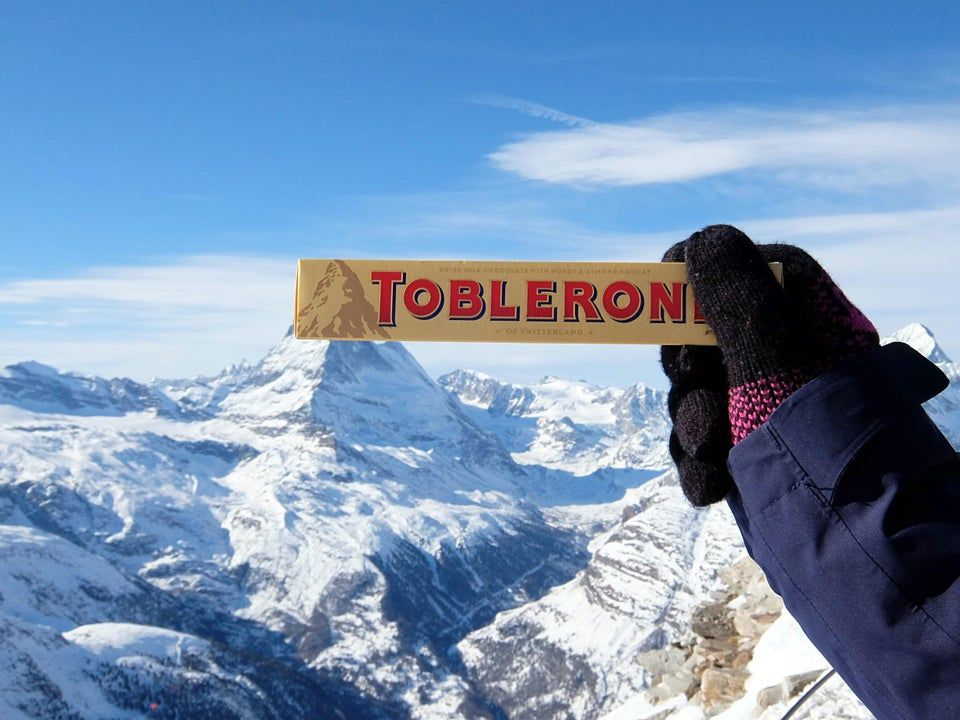 SWISS MILK CHOCOLATE WITH HONEY & ALMOND NOUGAT
TOBLERON
OF SWITZERLAND